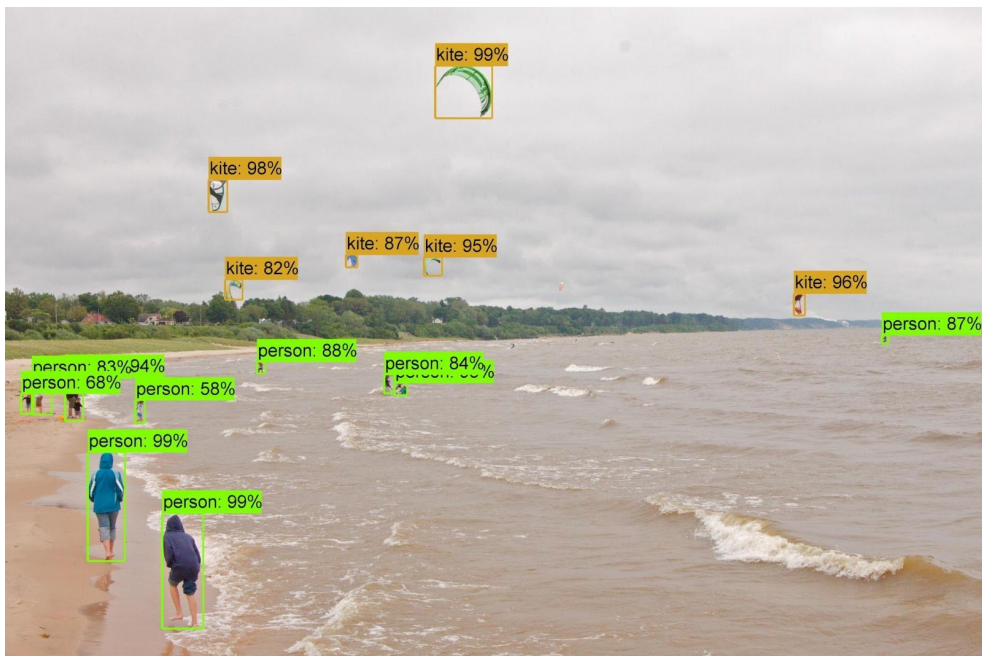 kite: 99%
kite: 98%
kite: 87%
kite: 95%
kite: 82%
kite: 96%
person: 87%
person: 88%
person: 84%
person: 83%
94%
person: 68%
person: 58%
person: 99%
person: 99%